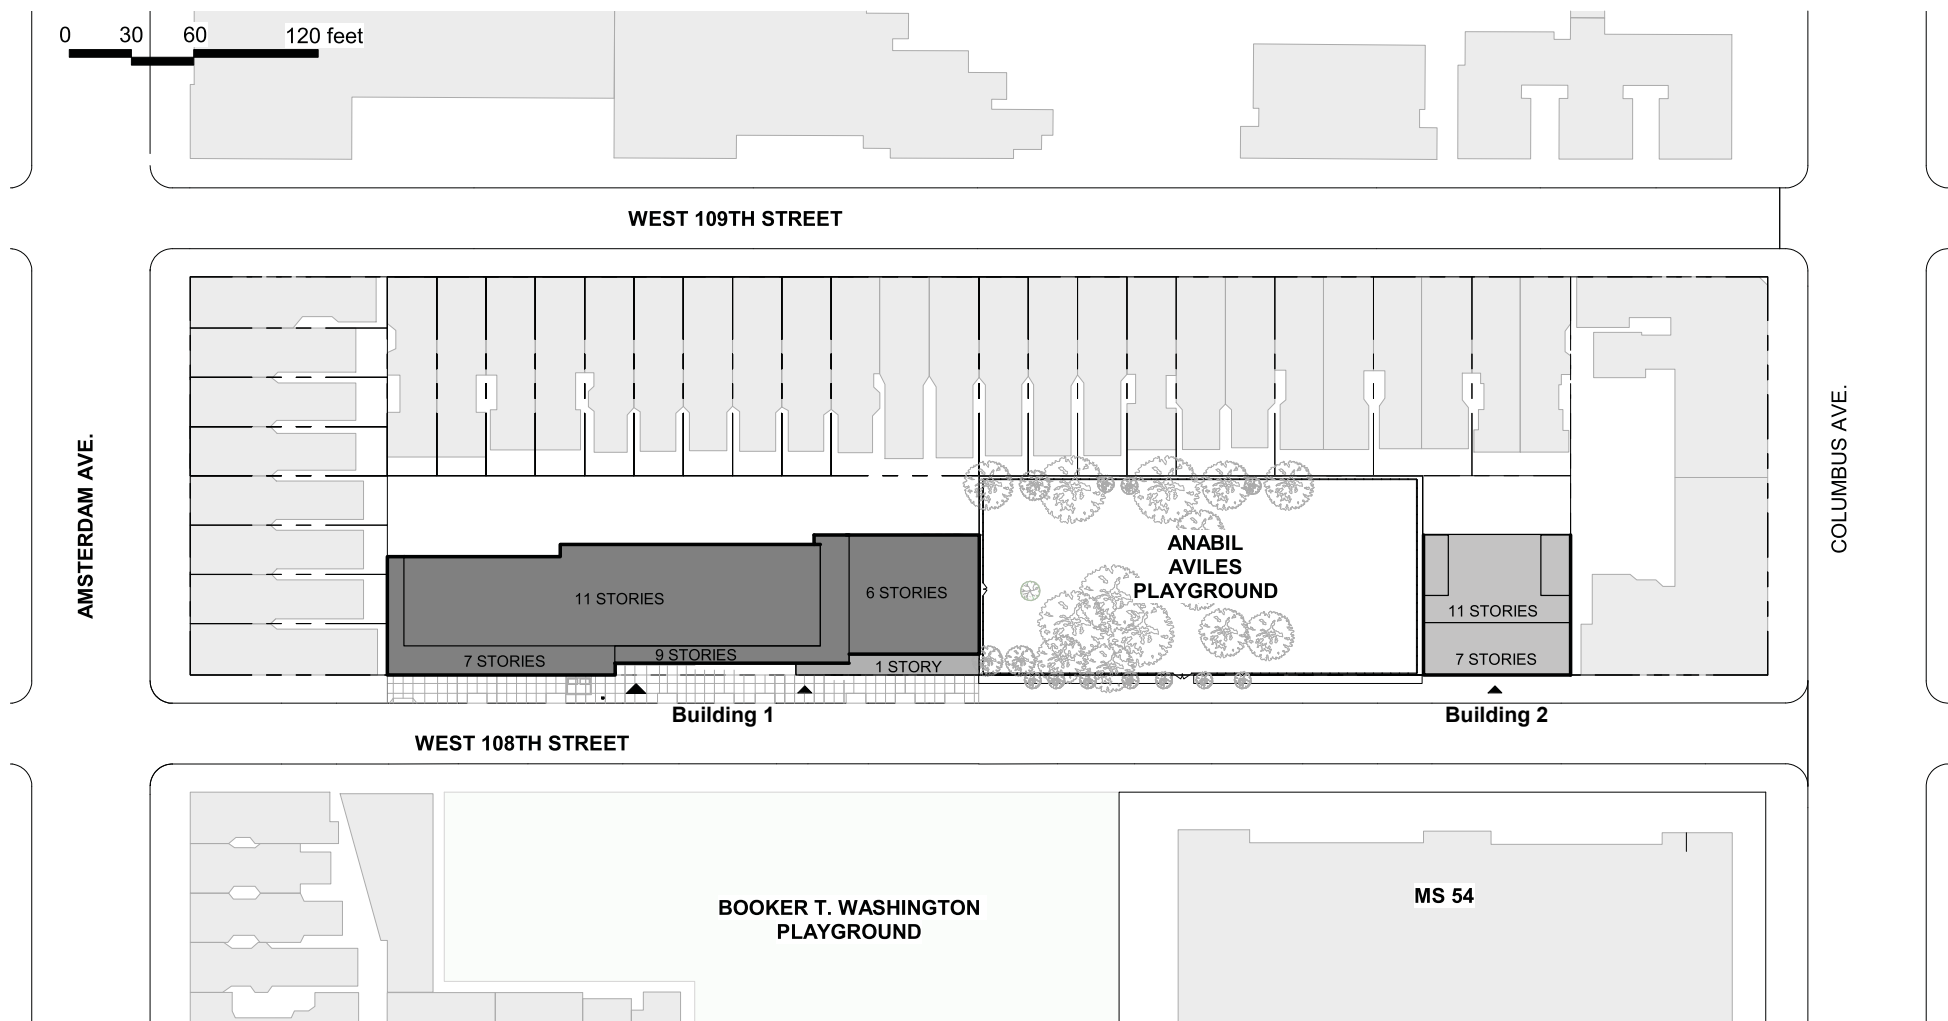 0 30 60 120 feet
WEST 109TH STREET
AMSTERDAM AVE.
COLUMBUS AVE.
ANABIL
AVILES
PLAYGROUND
11 STORIES
6 STORIES
7 STORIES
9 STORIES
1 STORY
11 STORIES
7 STORIES
Building 1
Building 2
WEST 108TH STREET
BOOKER T. WASHINGTON
PLAYGROUND
MS 54